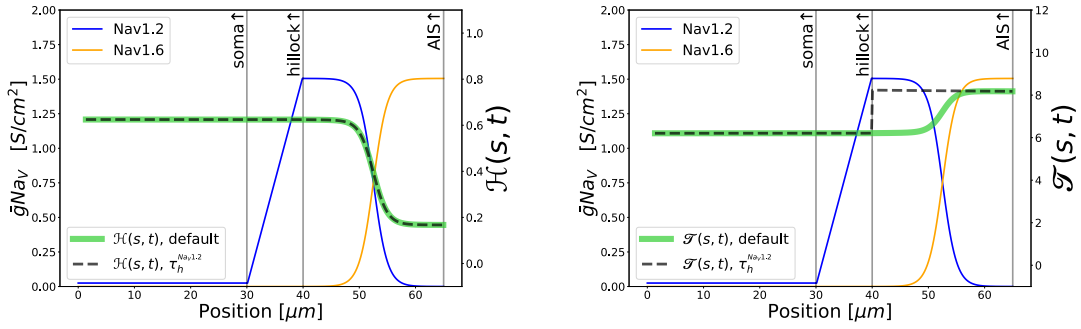 2.00
1.75
1.50
1.25
1.00
0.75
0.50
0.25
0.00
ḡNa_V [S/cm²]
Nav1.2
Nav1.6
soma↑
hillock↑
AIS↑
ℋ(s, t), default
ℋ(s, t), τ_h^{Nav1.2}
0 10 20 30 40 50 60
Position [μm]
1.0
0.8
0.6
0.4
0.2
0.0
ℋ(s, t)
2.00
1.75
1.50
1.25
1.00
0.75
0.50
0.25
0.00
ḡNa_V [S/cm²]
Nav1.2
Nav1.6
soma↑
hillock↑
AIS↑
𝒯(s, t), default
𝒯(s, t), τ_h^{Nav1.2}
0 10 20 30 40 50 60
Position [μm]
12
10
8
6
4
2
0
𝒯(s, t)